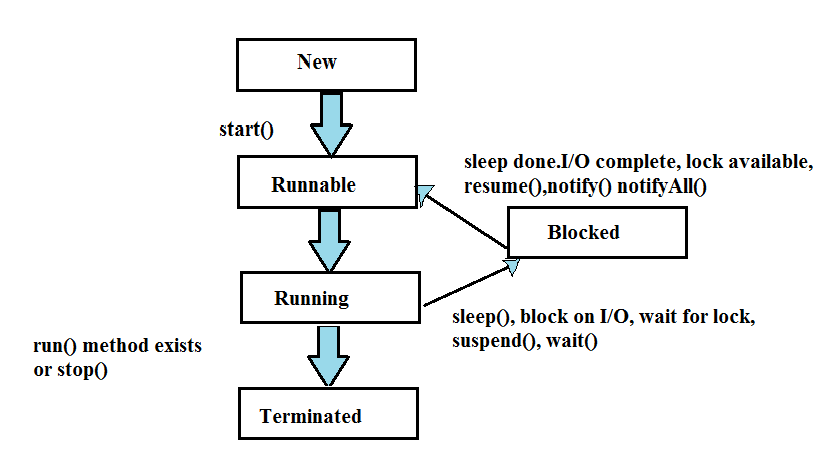 New
start()
sleep done.I/O complete, lock available,
resume(),notify() notifyAll()
Runnable
Blocked
Running
sleep(), block on I/O, wait for lock,
suspend(), wait()
run() method exists
or stop()
Terminated